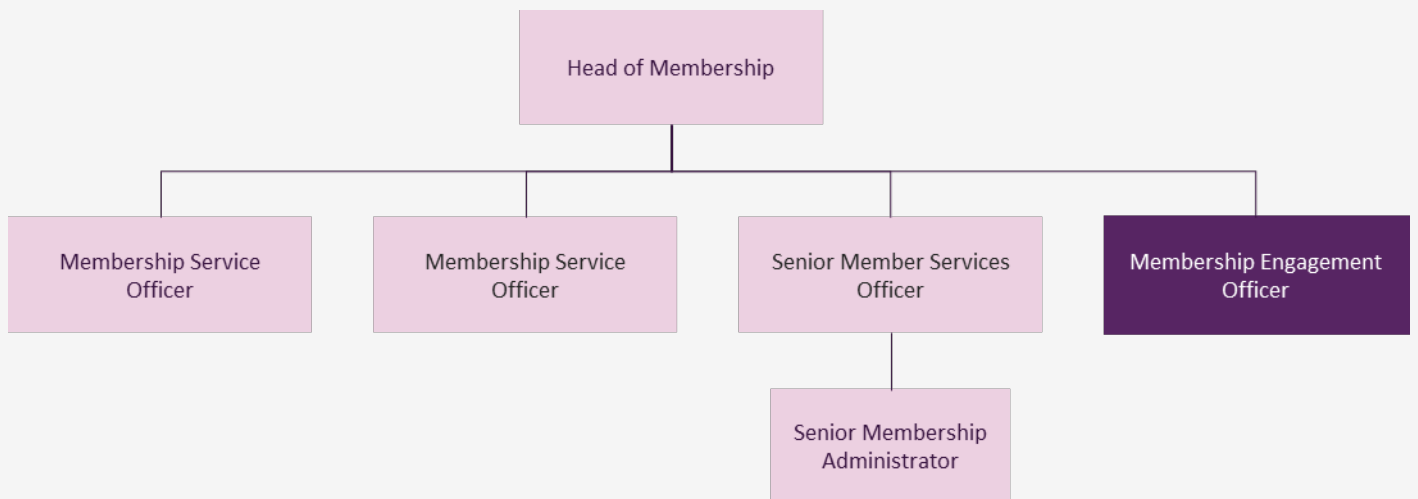 Head of Membership
Membership Service
Officer
Membership Service
Officer
Senior Member Services
Officer
Membership Engagement
Officer
Senior Membership
Administrator